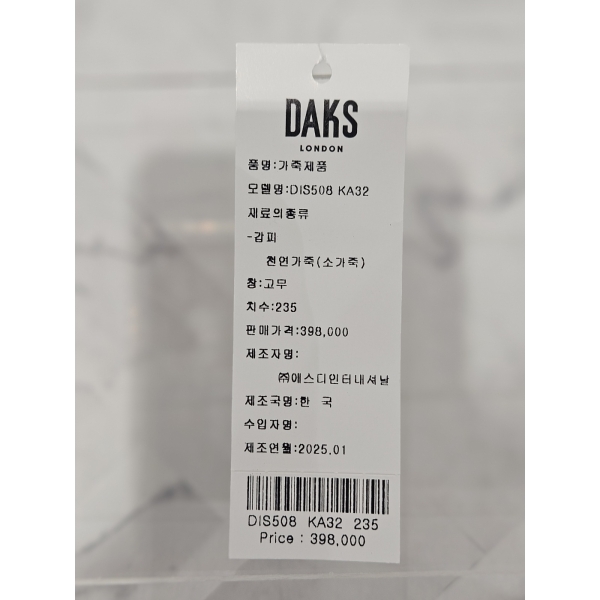 DAKS
LONDON
품명:가죽제품
모델명:DIS508 KA32
재료의종류
-갑피
천연가죽(소가죽)
창:고무
치수:235
판매가격:398,000
제조자명:
㈜에스디인터내셔날
제조국명:한 국
수입자명:
제조연월:2025.01
DIS508 KA32 235
Price : 398,000